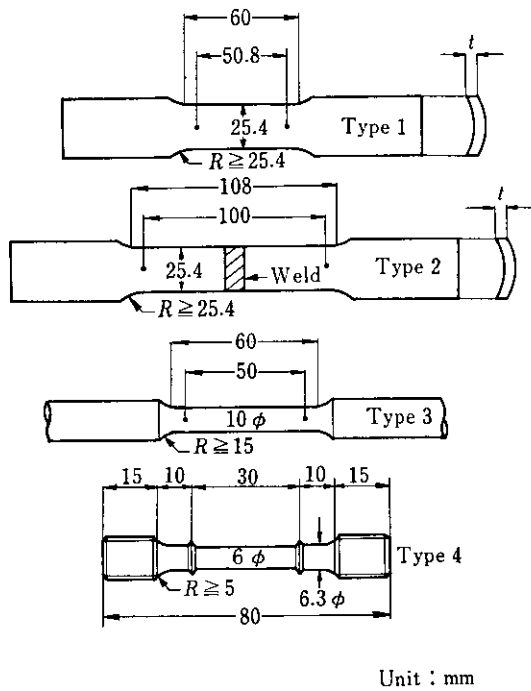 60
50.8
t
25.4
Type 1
R ≧ 25.4
108
100
t
25.4
Weld
Type 2
R ≧ 25.4
60
50
10 φ
Type 3
R ≧ 15
15 10 30 10 15
6 φ
Type 4
R ≧ 5
6.3 φ
80
Unit : mm